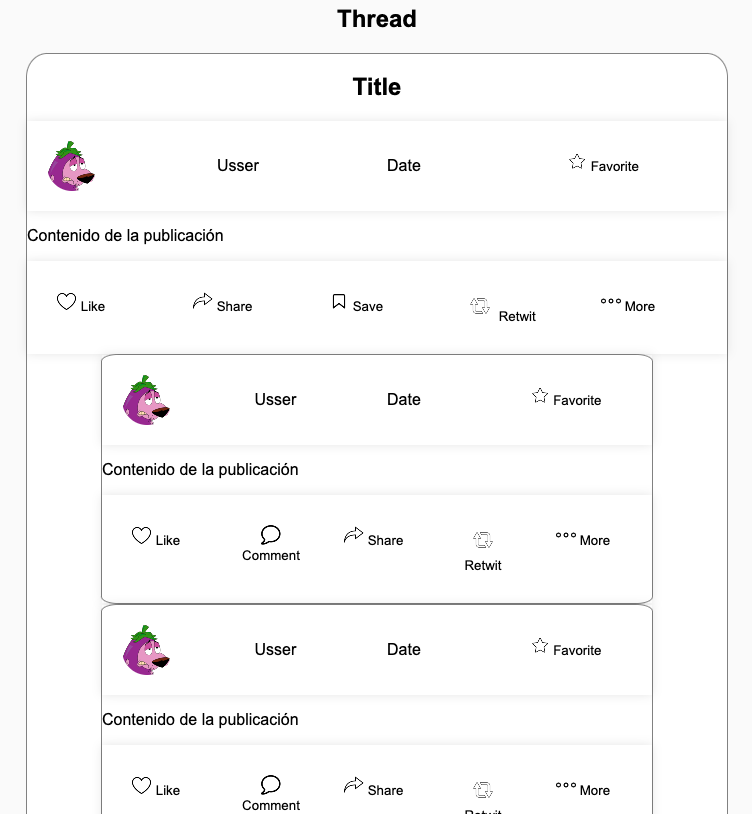 Thread
Title
Usser Date Favorite
Contenido de la publicación
Like Share Save Retwit More
Usser Date Favorite
Contenido de la publicación
Like Comment Share Retwit More
Usser Date Favorite
Contenido de la publicación
Like Comment Share Retwit More